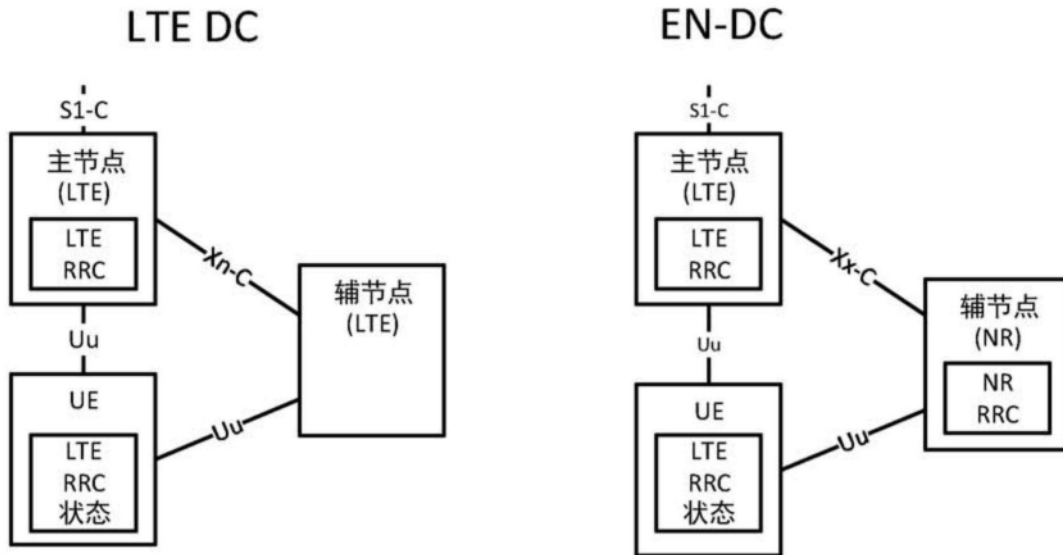 LTE DC
S1-C
主节点
(LTE)
LTE
RRC
Xn-C
辅节点
(LTE)
Uu
UE
LTE
RRC
状态
Uu
EN-DC
S1-C
主节点
(LTE)
LTE
RRC
Xx-C
辅节点
(NR)
NR
RRC
Uu
UE
LTE
RRC
状态
Uu